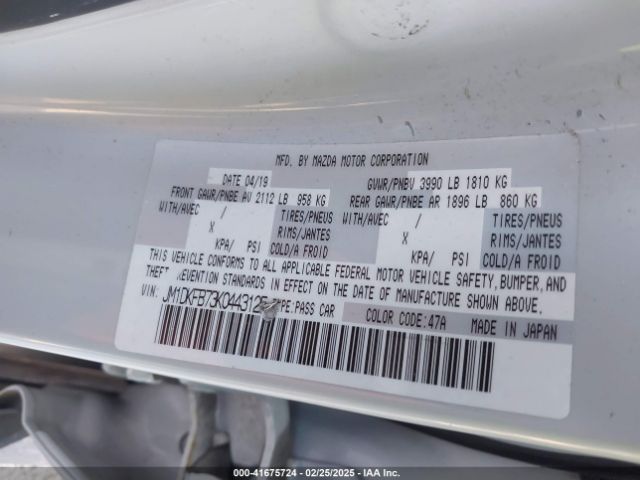 MFD. BY MAZDA MOTOR CORPORATION
DATE 04/19 GVWR/PNBV 3990 LB 1810 KG
FRONT GAWR/PNBE AV 2112 LB 958 KG REAR GAWR/PNBE AR 1896 LB 860 KG
WITH/AVEC / TIRES/PNEUS WITH/AVEC / TIRES/PNEUS
X RIMS/JANTES X RIMS/JANTES
KPA/ PSI COLD/A FROID KPA/ PSI COLD/A FROID
THIS VEHICLE CONFORMS TO ALL APPLICABLE FEDERAL MOTOR VEHICLE SAFETY, BUMPER, AND
THEFT PREVENTION STANDARDS IN EFFECT ON THE DATE OF MANUFACTURE SHOWN ABOVE.
VIN: TYPE:PASS CAR COLOR CODE:47A MADE IN JAPAN
000-41675724 — 02/25/2025 — IAA Inc.